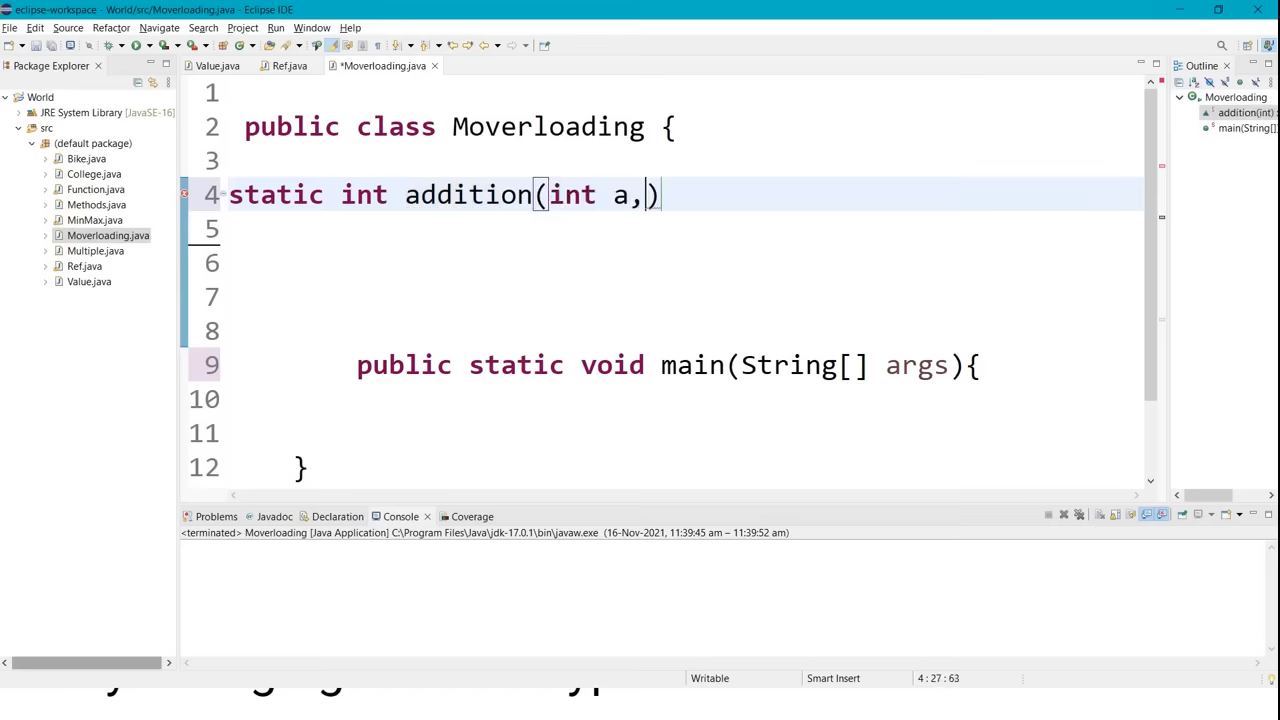 eclipse-workspace - World/src/Moverloading.java - Eclipse IDE
File Edit Source Refactor Navigate Search Project Run Window Help
Package Explorer
Value.java Ref.java *Moverloading.java
Outline
World
JRE System Library [JavaSE-16]
src
(default package)
Bike.java
College.java
Function.java
Methods.java
MinMax.java
Moverloading.java
Multiple.java
Ref.java
Value.java
1
2 public class Moverloading {
3
4 static int addition(int a,)
5
6
7
8
9 public static void main(String[] args){
10
11
12 }
Moverloading
addition(int) :
main(String[]
Problems Javadoc Declaration Console Coverage
<terminated> Moverloading [Java Application] C:\Program Files\Java\jdk-17.0.1\bin\javaw.exe (16-Nov-2021, 11:39:45 am – 11:39:52 am)
Writable Smart Insert 4 : 27 : 63